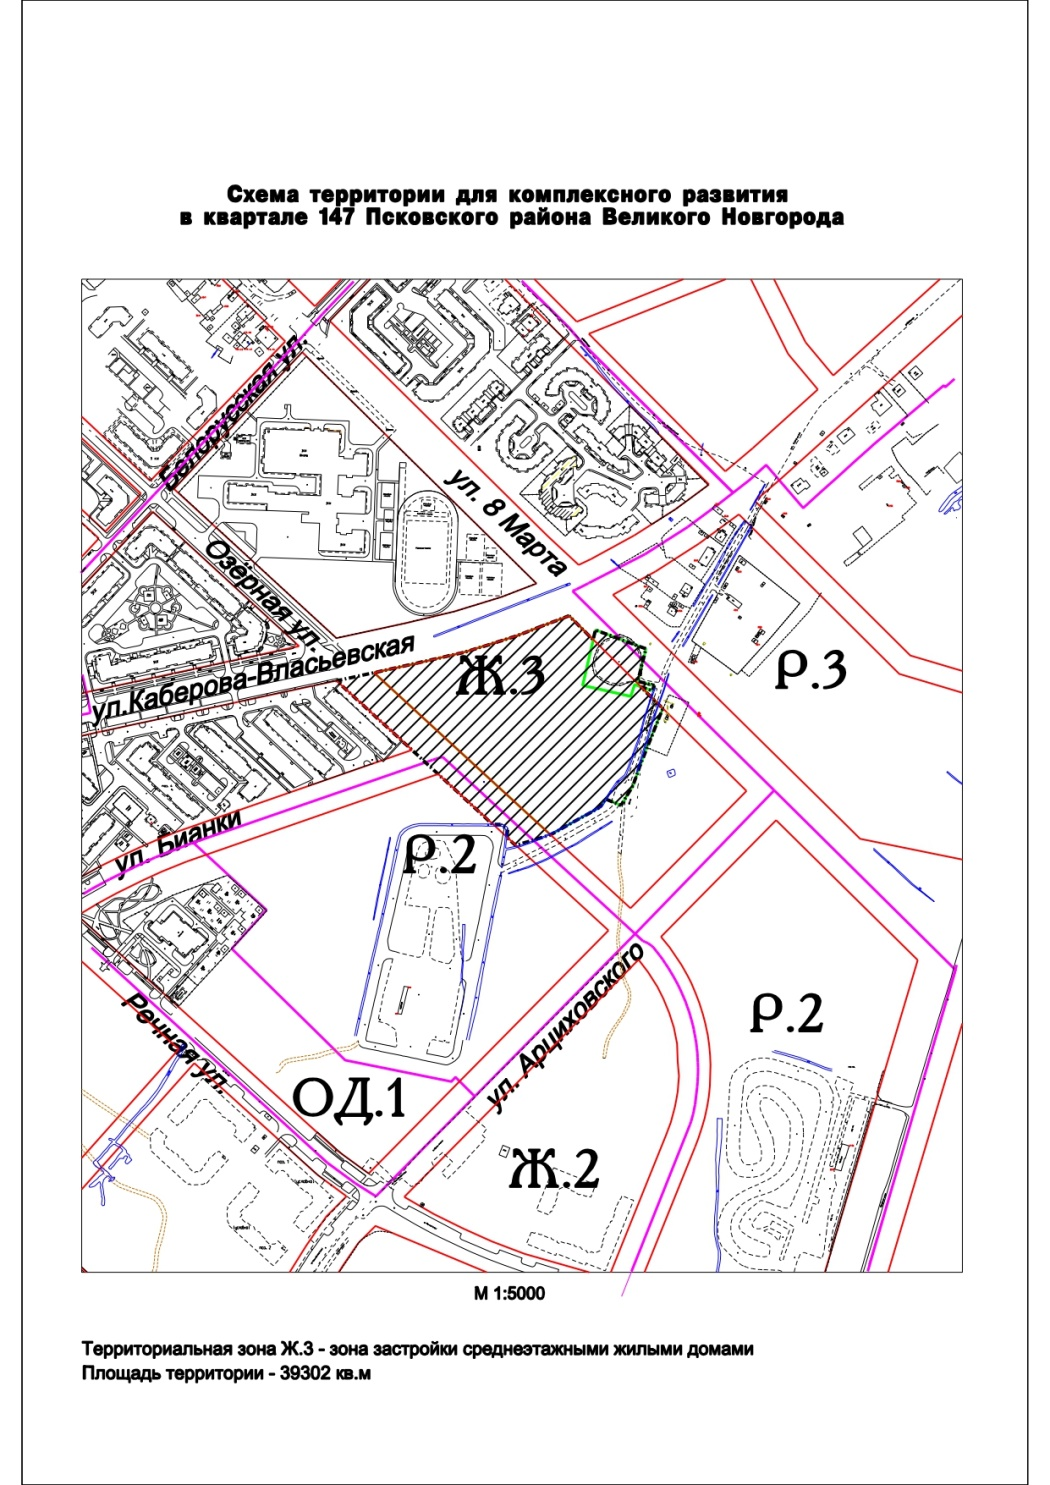 Схема территории для комплексного развития
в квартале 147 Псковского района Великого Новгорода
Белорусская ул.
ул. 8 Марта
Озёрная ул.
ул.Каберова-Власьевская
Ж.3
Р.3
ул. Бианки
Р.2
Речная ул.
ул. Арциховского
Р.2
ОД.1
Ж.2
М 1:5000
Территориальная зона Ж.3 - зона застройки среднеэтажными жилыми домами
Площадь территории - 39302 кв.м